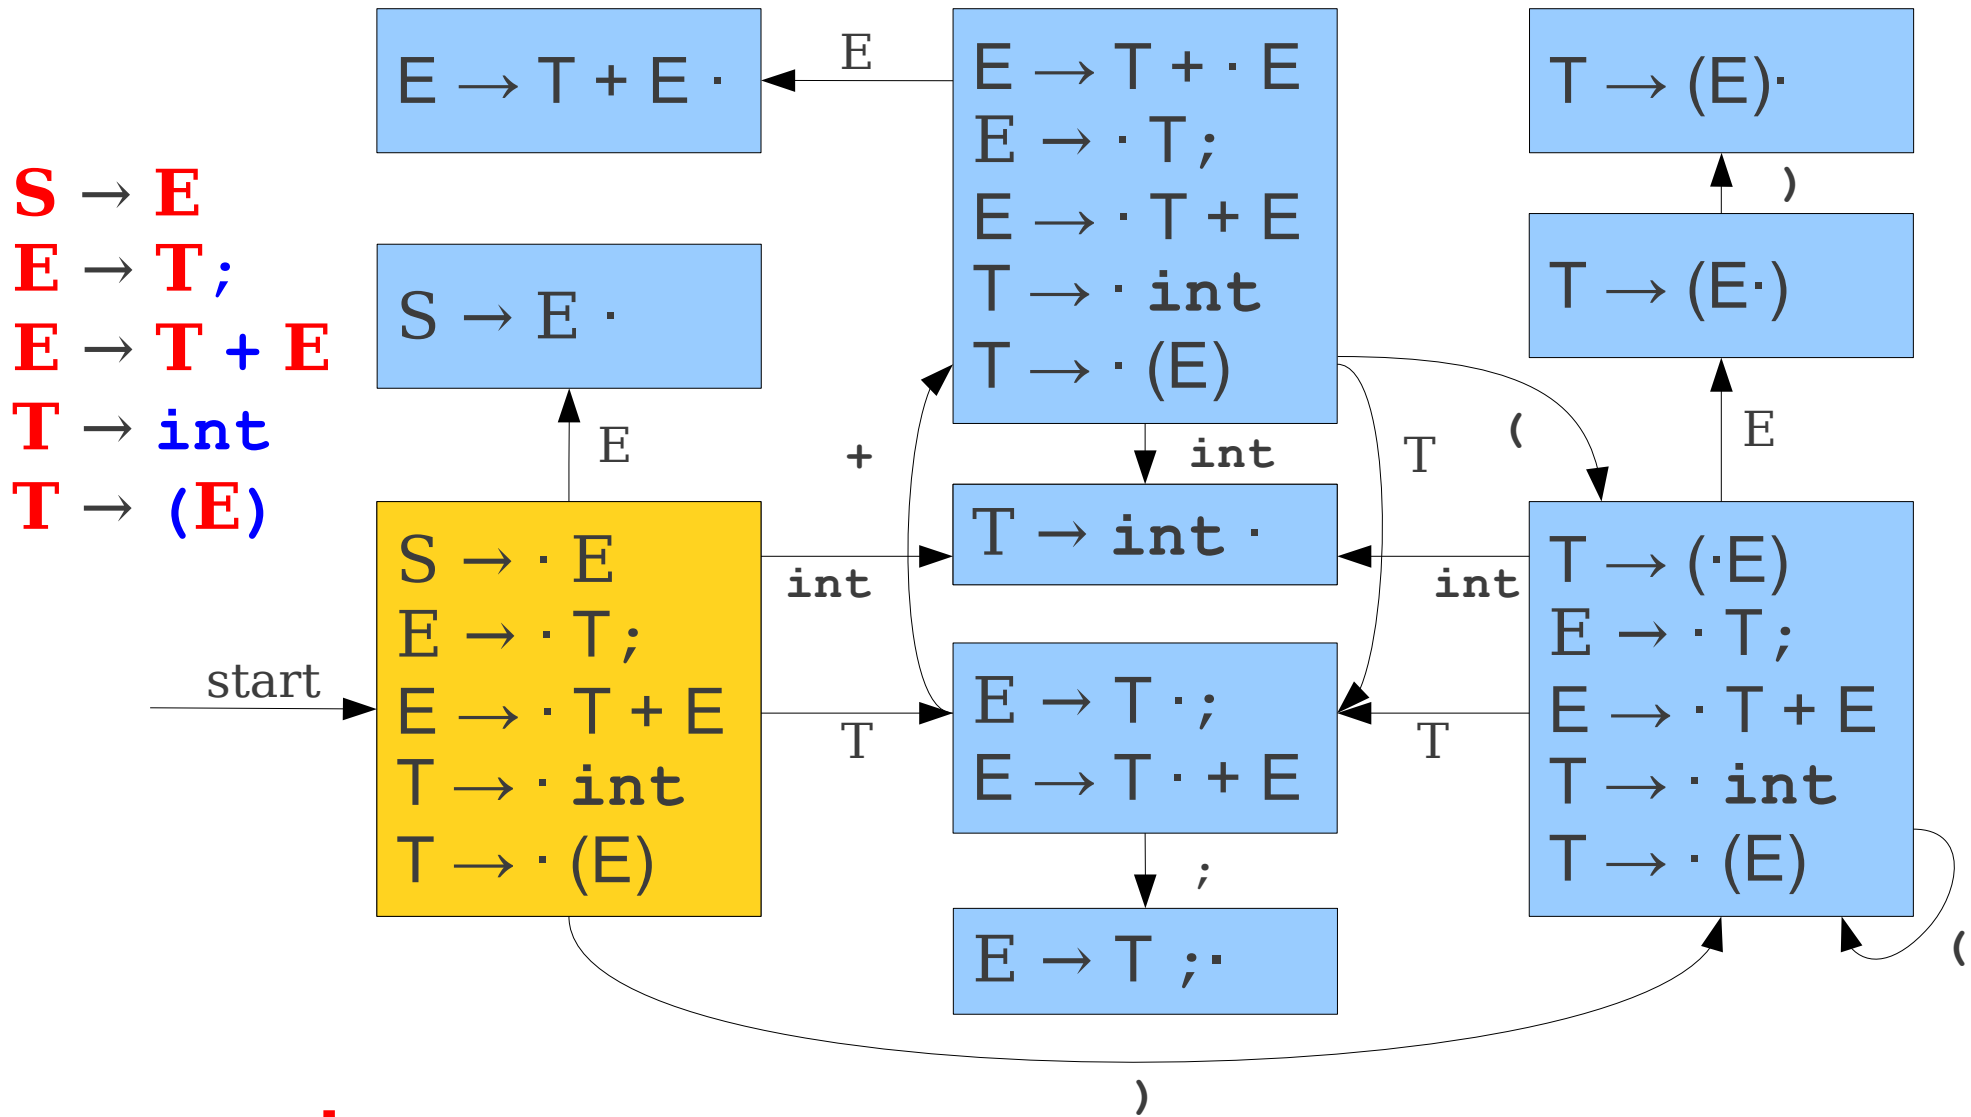 S → E
E → T ;
E → T + E
T → int
T → (E)
E → T + E ·
E
E → T + · E
E → · T ;
E → · T + E
T → · int
T → · (E)
T → (E)·
)
T → (E·)
S → E ·
E
+
int
T
(
E
start
S → · E
E → · T ;
E → · T + E
T → · int
T → · (E)
int
T
T → int ·
int
T
E → T · ;
E → T · + E
;
E → T ; ·
T → (·E)
E → · T ;
E → · T + E
T → · int
T → · (E)
(
)